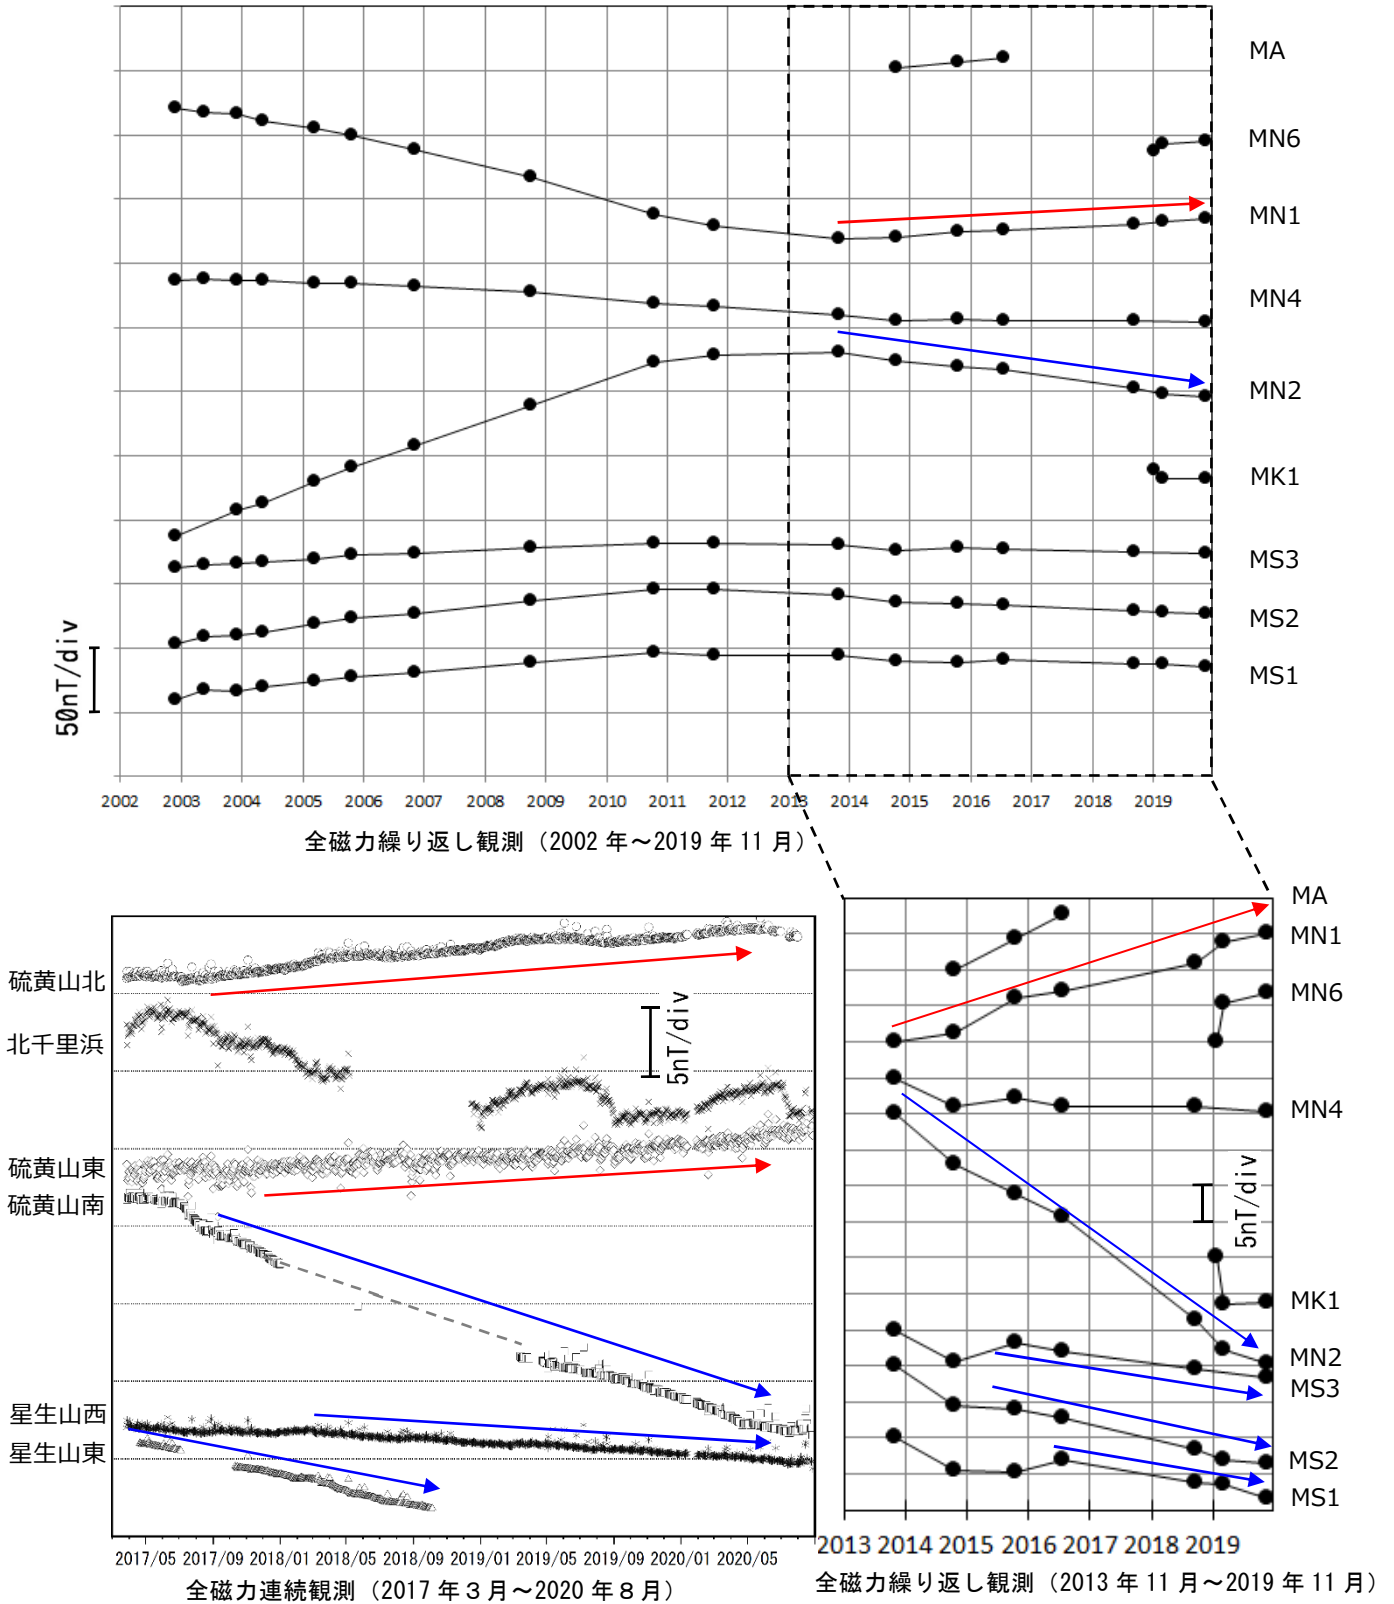 MA
MN6
MN1
MN4
MN2
MK1
MS3
MS2
MS1
50nT/div
2002 2003 2004 2005 2006 2007 2008 2009 2010 2011 2012 2013 2014 2015 2016 2017 2018 2019
全磁力繰り返し観測（2002 年～2019 年 11 月）
硫黄山北
北千里浜
硫黄山東
硫黄山南
星生山西
星生山東
5nT/div
2017/05 2017/09 2018/01 2018/05 2018/09 2019/01 2019/05 2019/09 2020/01 2020/05
全磁力連続観測（2017 年３月～2020 年８月）
MA
MN1
MN6
MN4
5nT/div
MK1
MN2
MS3
MS2
MS1
2013 2014 2015 2016 2017 2018 2019
全磁力繰り返し観測（2013 年 11 月～2019 年 11 月）